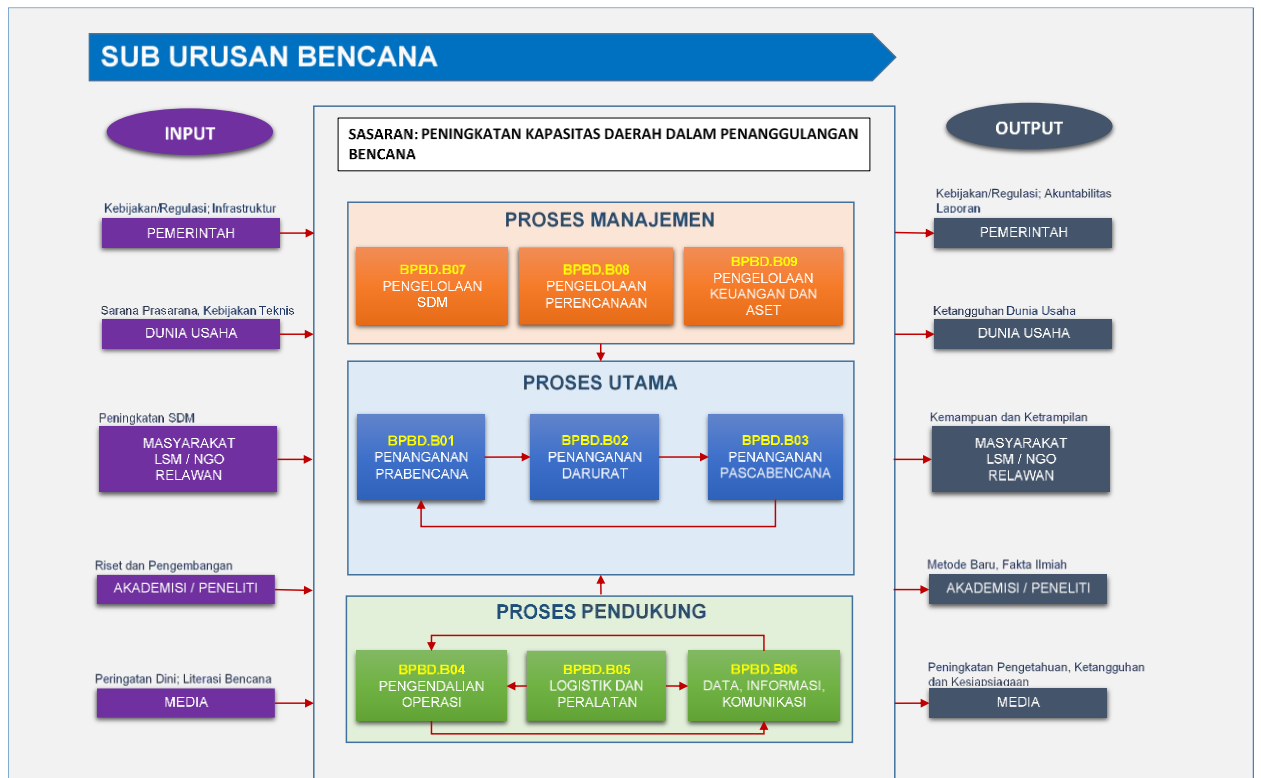 SUB URUSAN BENCANA
INPUT
SASARAN: PENINGKATAN KAPASITAS DAERAH DALAM PENANGGULANGAN
BENCANA
OUTPUT
Kebijakan/Regulasi; Infrastruktur
PEMERINTAH
Sarana Prasarana, Kebijakan Teknis
DUNIA USAHA
Peningkatan SDM
MASYARAKAT
LSM / NGO
RELAWAN
Riset dan Pengembangan
AKADEMISI / PENELITI
Peringatan Dini; Literasi Bencana
MEDIA
PROSES MANAJEMEN
BPBD.B07
PENGELOLAAN
SDM
BPBD.B08
PENGELOLAAN
PERENCANAAN
BPBD.B09
PENGELOLAAN
KEUANGAN DAN
ASET
PROSES UTAMA
BPBD.B01
PENANGANAN
PRABENCANA
BPBD.B02
PENANGANAN
DARURAT
BPBD.B03
PENANGANAN
PASCABENCANA
PROSES PENDUKUNG
BPBD.B04
PENGENDALIAN
OPERASI
BPBD.B05
LOGISTIK DAN
PERALATAN
BPBD.B06
DATA, INFORMASI,
KOMUNIKASI
Kebijakan/Regulasi; Akuntabilitas
Laporan
PEMERINTAH
Ketangguhan Dunia Usaha
DUNIA USAHA
Kemampuan dan Ketrampilan
MASYARAKAT
LSM / NGO
RELAWAN
Metode Baru, Fakta Ilmiah
AKADEMISI / PENELITI
Peningkatan Pengetahuan, Ketangguhan
dan Kesiapsiagaan
MEDIA